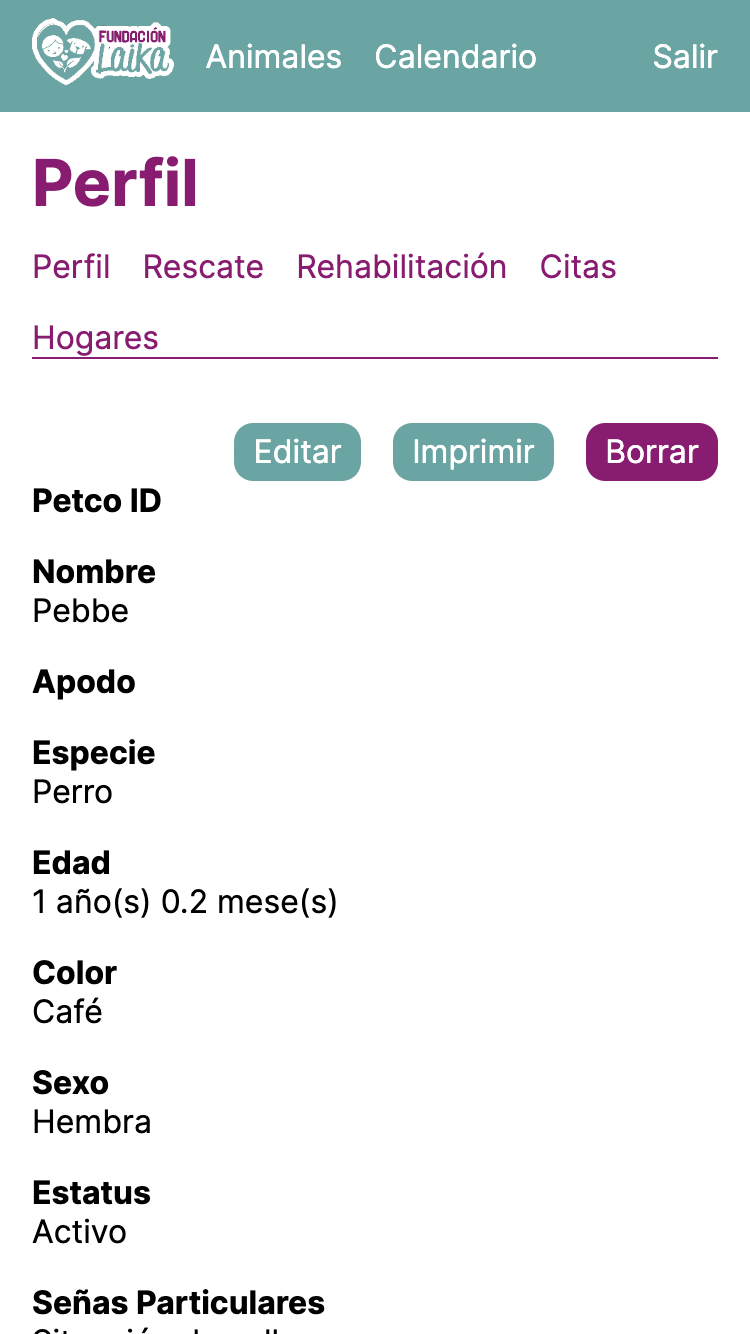 FUNDACIÓN
Laika
Animales Calendario Salir
Perfil
Perfil Rescate Rehabilitación Citas
Hogares
Editar Imprimir Borrar
Petco ID
Nombre
Pebbe
Apodo
Especie
Perro
Edad
1 año(s) 0.2 mese(s)
Color
Café
Sexo
Hembra
Estatus
Activo
Señas Particulares